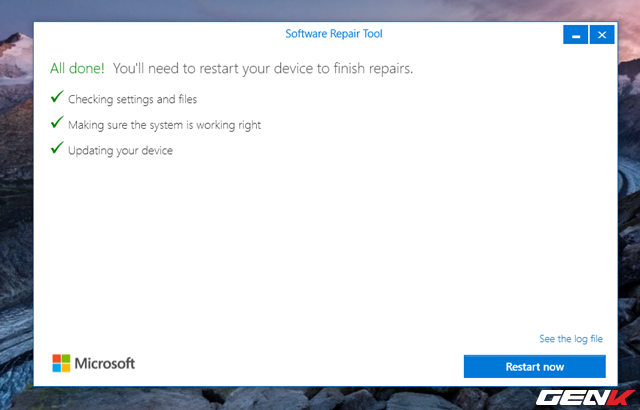 Software Repair Tool
All done! You'll need to restart your device to finish repairs.
Checking settings and files
Making sure the system is working right
Updating your device
See the log file
Microsoft
Restart now
GENK